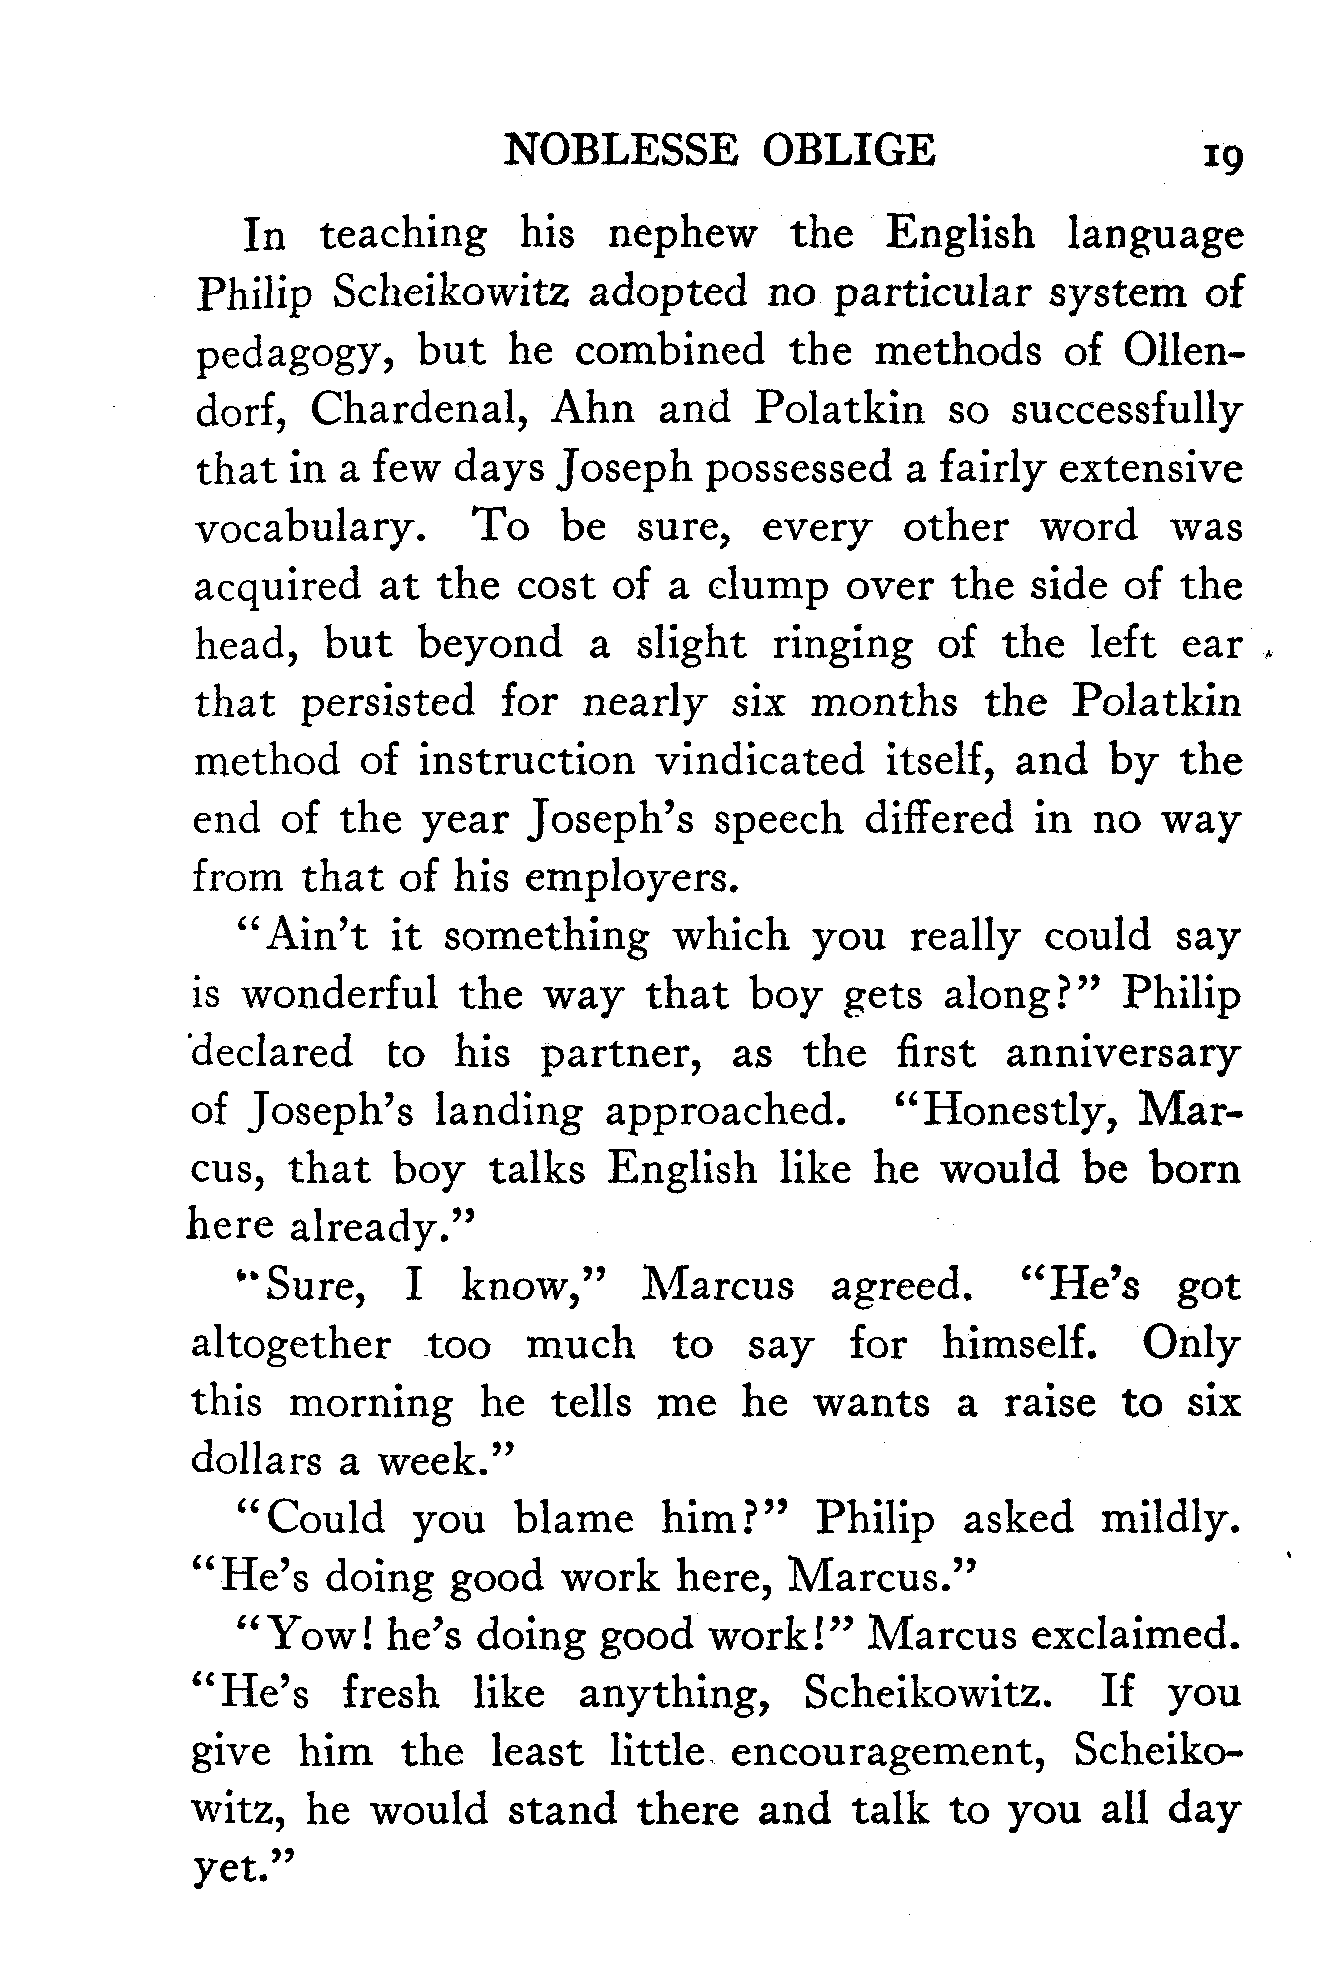 NOBLESSE OBLIGE 19
In teaching his nephew the English language
Philip Scheikowitz adopted no particular system of
pedagogy, but he combined the methods of Ollen-
dorf, Chardenal, Ahn and Polatkin so successfully
that in a few days Joseph possessed a fairly extensive
vocabulary. To be sure, every other word was
acquired at the cost of a clump over the side of the
head, but beyond a slight ringing of the left ear
that persisted for nearly six months the Polatkin
method of instruction vindicated itself, and by the
end of the year Joseph's speech differed in no way
from that of his employers.
"Ain't it something which you really could say
is wonderful the way that boy gets along?" Philip
declared to his partner, as the first anniversary
of Joseph's landing approached. "Honestly, Mar-
cus, that boy talks English like he would be born
here already."
"Sure, I know," Marcus agreed. "He's got
altogether too much to say for himself. Only
this morning he tells me he wants a raise to six
dollars a week."
"Could you blame him?" Philip asked mildly.
"He's doing good work here, Marcus."
"Yow! he's doing good work!" Marcus exclaimed.
"He's fresh like anything, Scheikowitz. If you
give him the least little encouragement, Scheiko-
witz, he would stand there and talk to you all day
yet."